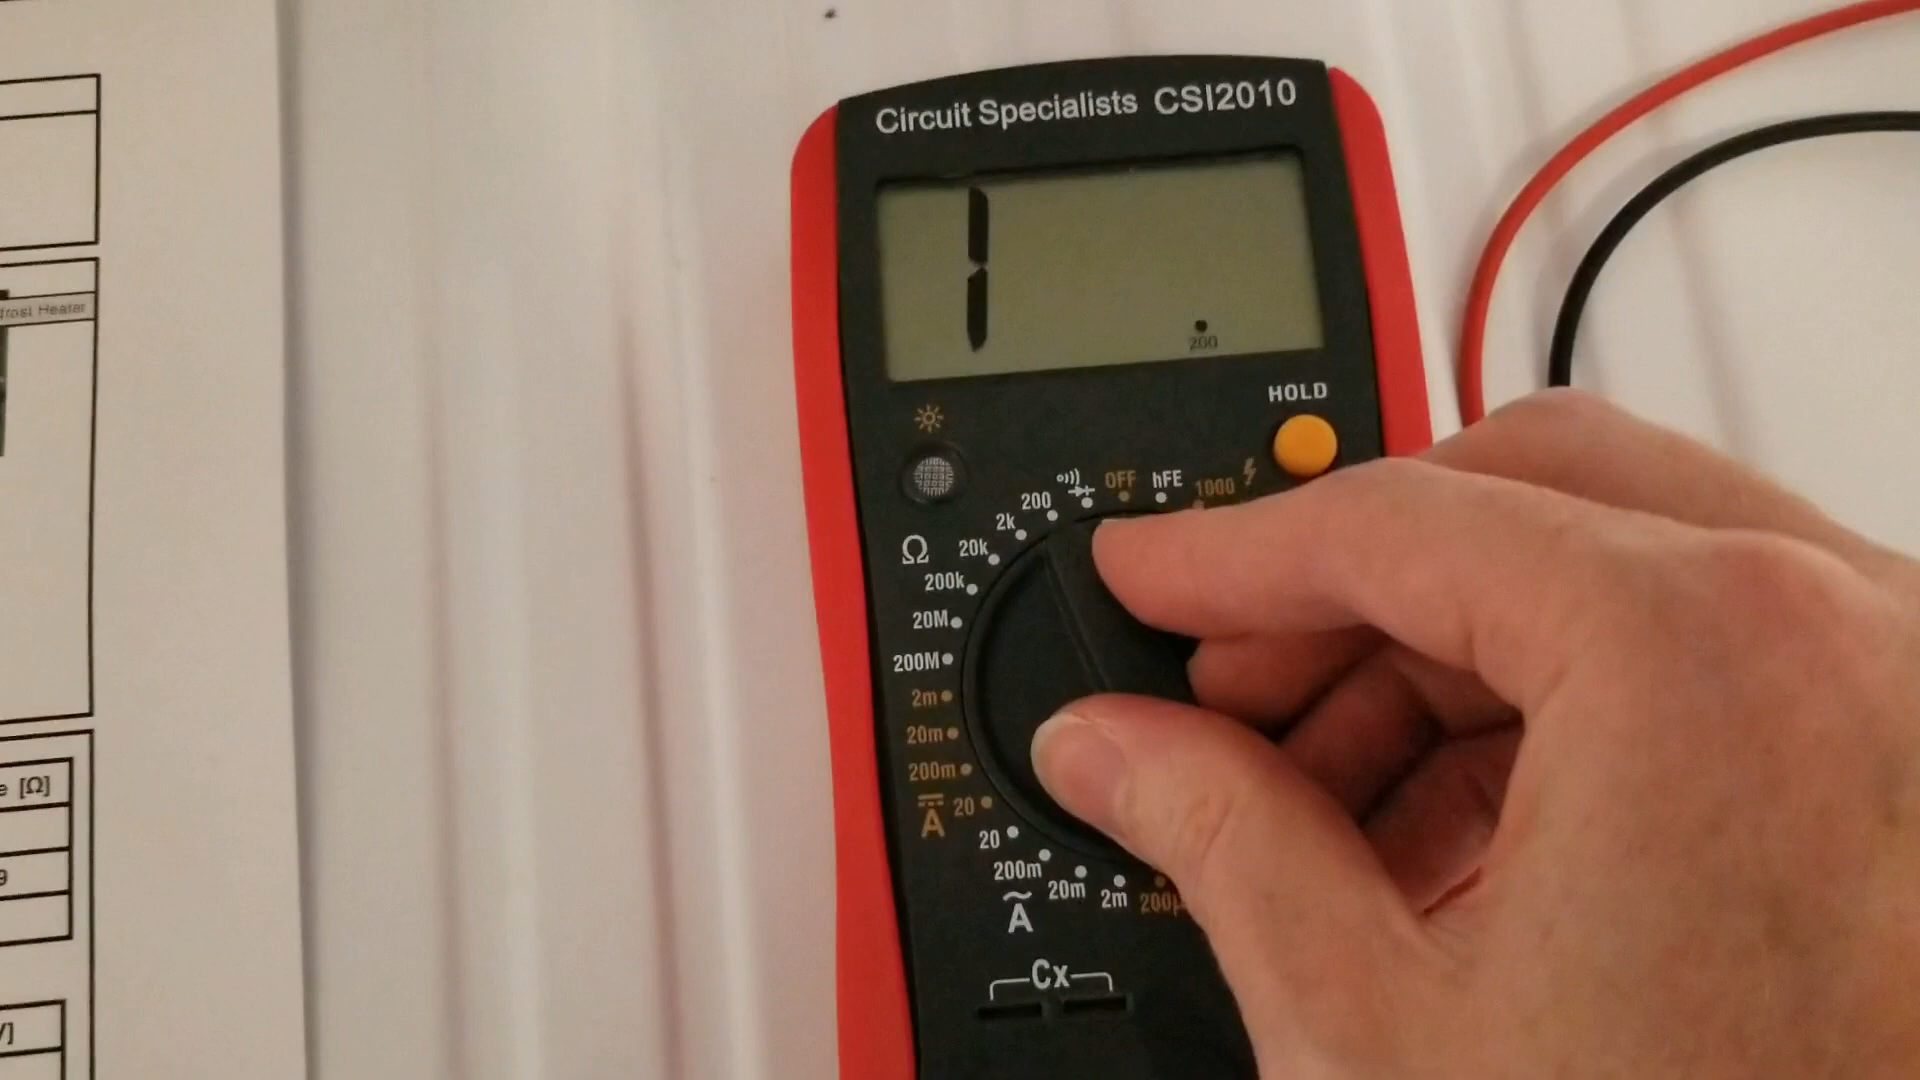 Circuit Specialists CSI2010
1
200
HOLD
OFF hFE 1000
200
2k
Ω 20k
200k
20M
200M
2m
20m
200m
A 20
20
200m
20m
2m
A
Cx
Heater
[Ω]